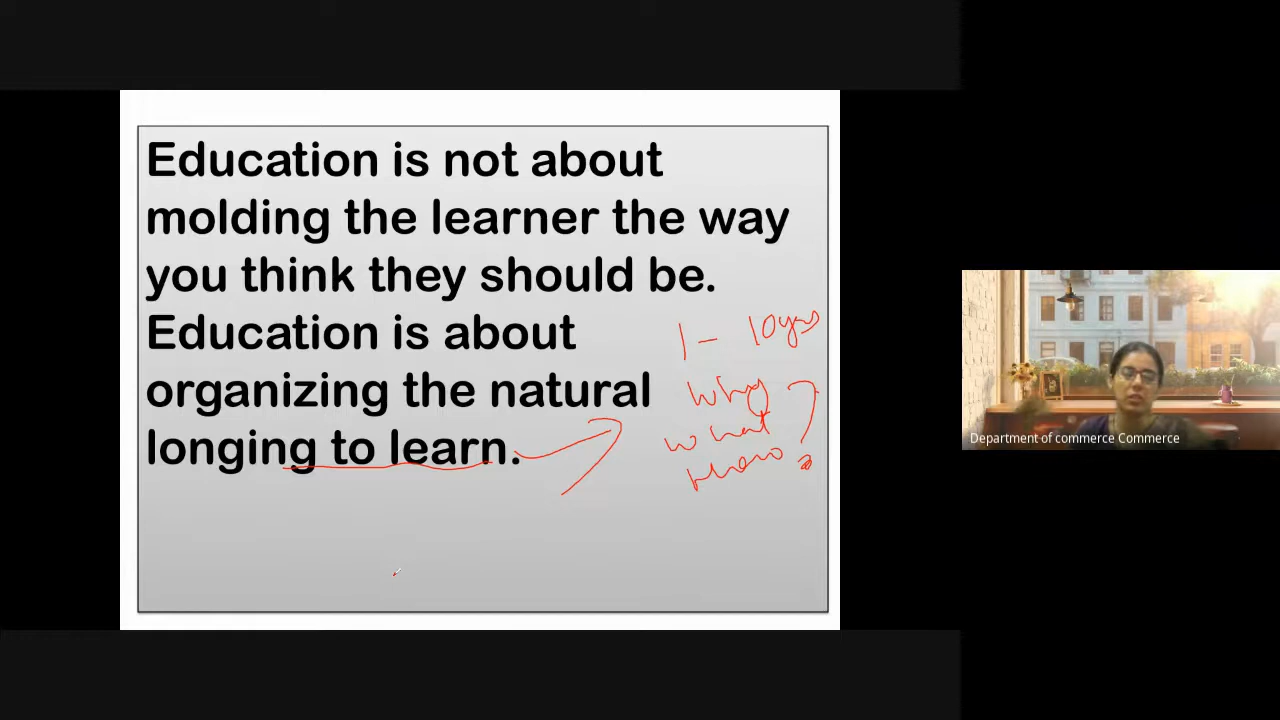 Education is not about
molding the learner the way
you think they should be.
Education is about
organizing the natural
longing to learn.
1 - 10yrs
why
what
?
Department of commerce Commerce